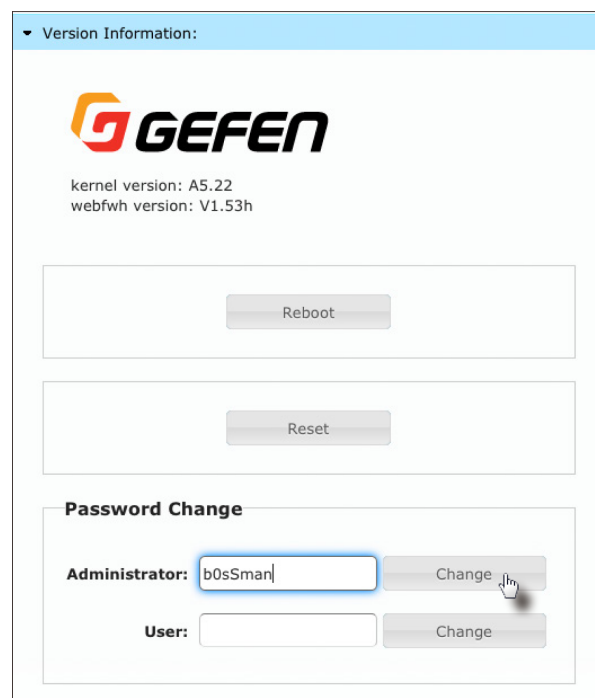 Version Information:
GEFEN
kernel version: A5.22
webfwh version: V1.53h
Reboot
Reset
Password Change
Administrator: b0sSman Change
User: Change